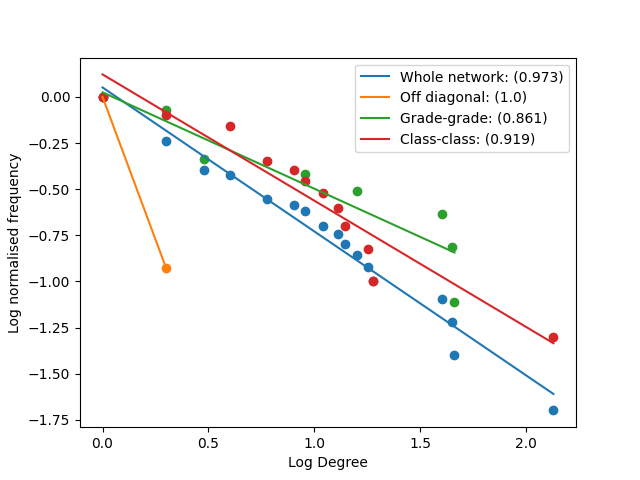 Whole network: (0.973)
Off diagonal: (1.0)
Grade-grade: (0.861)
Class-class: (0.919)
Log normalised frequency
0.00
−0.25
−0.50
−0.75
−1.00
−1.25
−1.50
−1.75
0.0 0.5 1.0 1.5 2.0
Log Degree